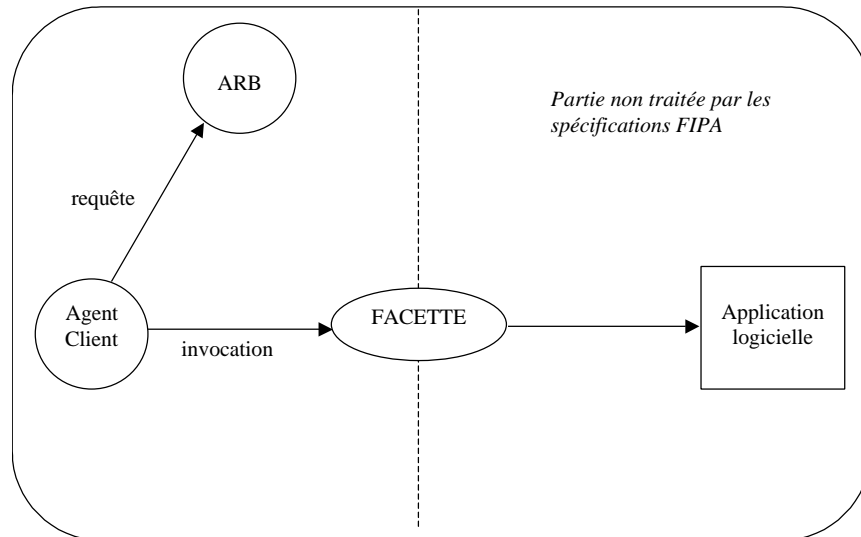 ARB
Partie non traitée par les
spécifications FIPA
requête
Agent
Client
invocation
FACETTE
Application
logicielle